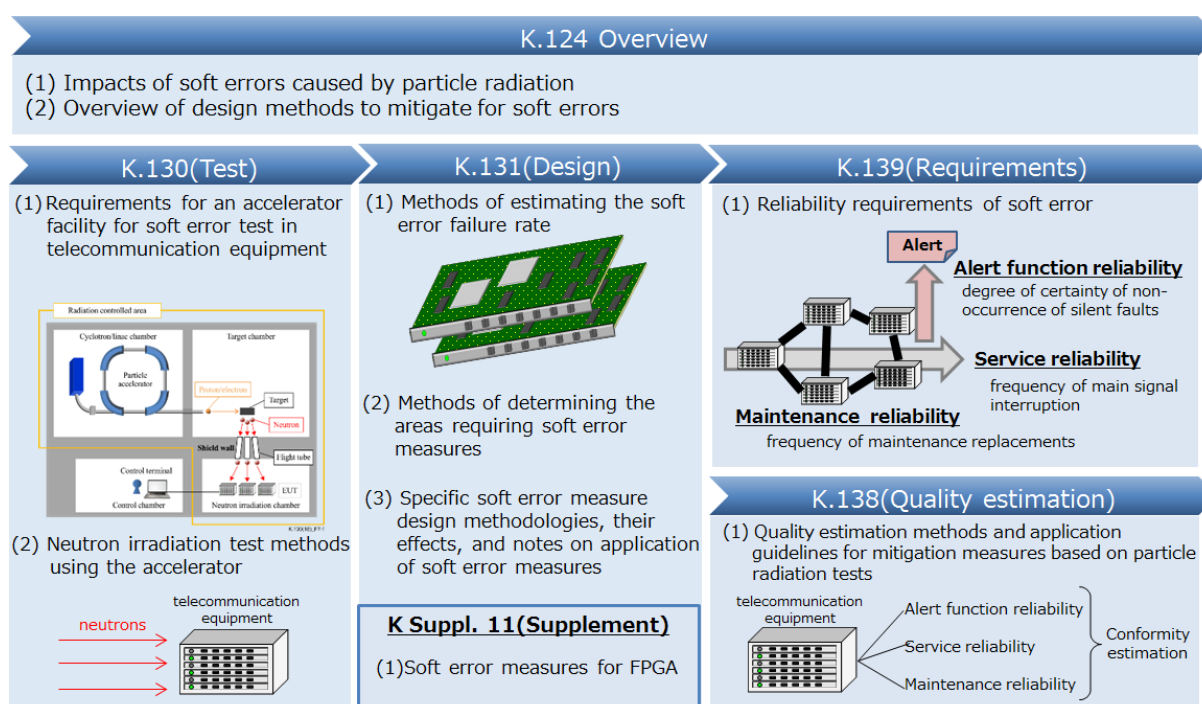 K.124 Overview
(1) Impacts of soft errors caused by particle radiation
(2) Overview of design methods to mitigate for soft errors
K.130(Test)
(1) Requirements for an accelerator
facility for soft error test in
telecommunication equipment
Radiation controlled area
Cyclotron/linac chamber
Target chamber
Particle
accelerator
Proton/electron
Target
Neutron
Shield wall
Flight tube
Control terminal
EUT
Control chamber
Neutron irradiation chamber
(2) Neutron irradiation test methods
using the accelerator
telecommunication
equipment
neutrons
K.131(Design)
(1) Methods of estimating the soft
error failure rate
(2) Methods of determining the
areas requiring soft error
measures
(3) Specific soft error measure
design methodologies, their
effects, and notes on application
of soft error measures
K Suppl. 11(Supplement)
(1)Soft error measures for FPGA
K.139(Requirements)
(1) Reliability requirements of soft error
Alert
Alert function reliability
degree of certainty of non-
occurrence of silent faults
Service reliability
frequency of main signal
interruption
Maintenance reliability
frequency of maintenance replacements
K.138(Quality estimation)
(1) Quality estimation methods and application
guidelines for mitigation measures based on particle
radiation tests
telecommunication
equipment
Alert function reliability
Service reliability
Maintenance reliability
Conformity
estimation